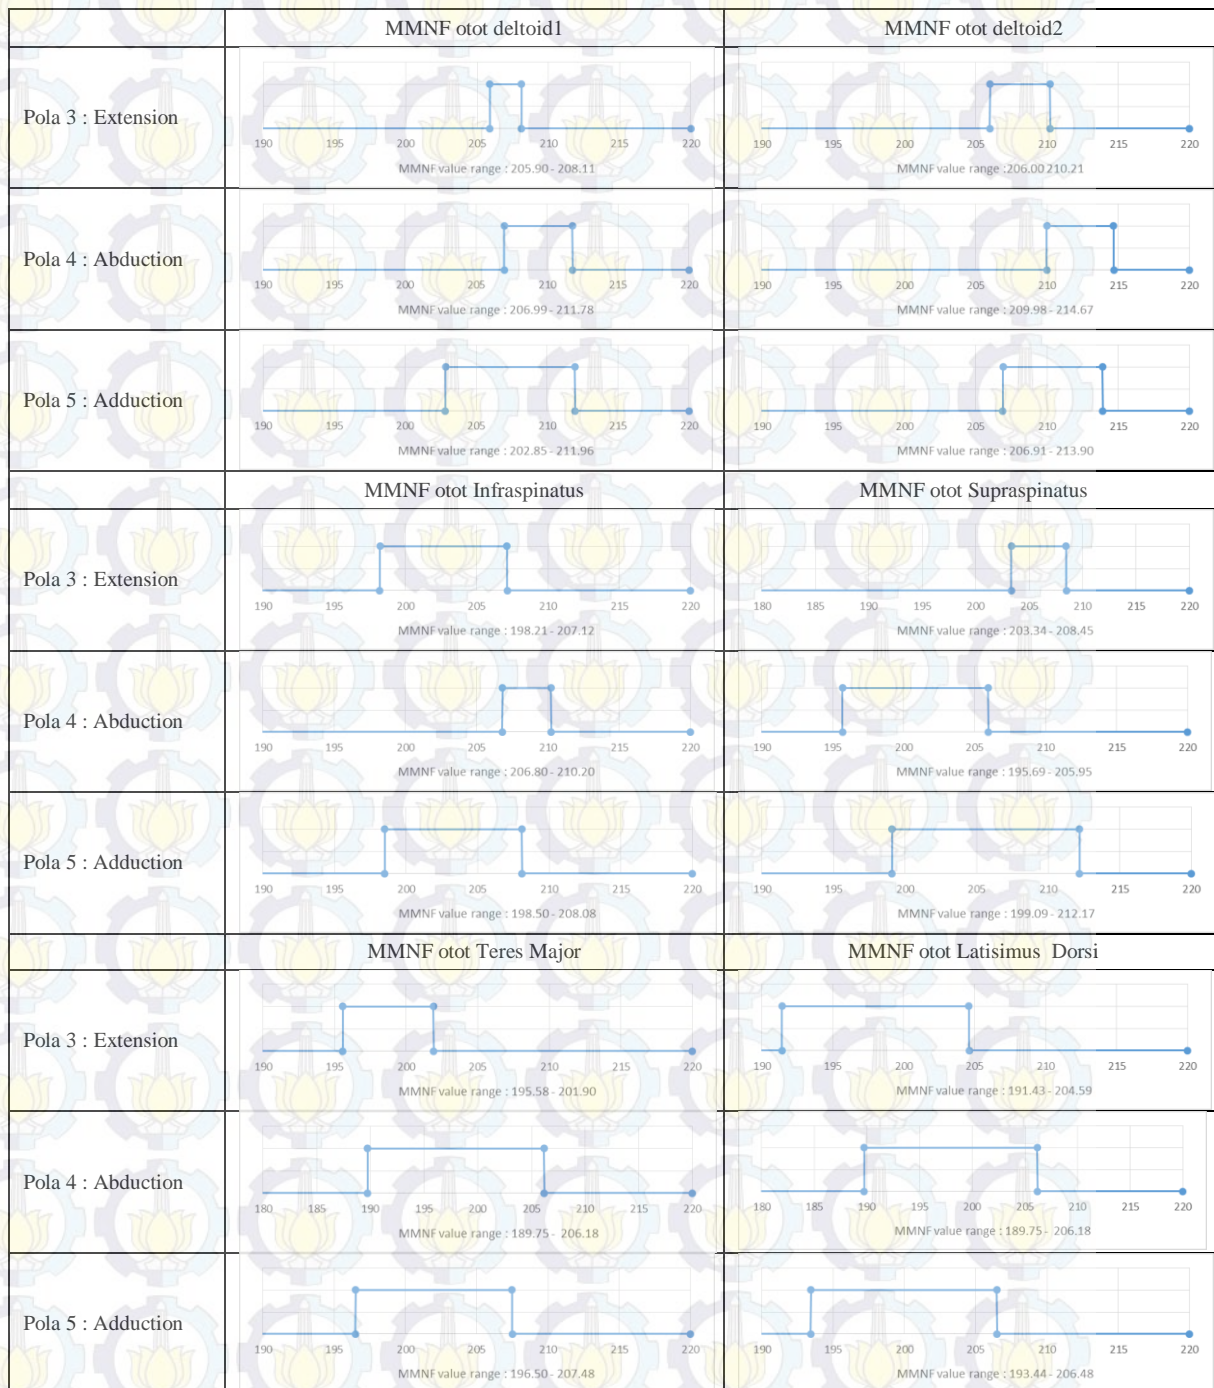 MMNF otot deltoid1 MMNF otot deltoid2
Pola 3 : Extension
190 195 200 205 210 215 220
MMNF value range : 205.90 - 208.11
190 195 200 205 210 215 220
MMNF value range :206.00 210.21
Pola 4 : Abduction
190 195 200 205 210 215 220
MMNF value range : 206.99 - 211.78
190 195 200 205 210 215 220
MMNF value range : 209.98 - 214.67
Pola 5 : Adduction
190 195 200 205 210 215 220
MMNF value range : 202.85 - 211.96
190 195 200 205 210 215 220
MMNF value range : 206.91 - 213.90
MMNF otot Infraspinatus MMNF otot Supraspinatus
Pola 3 : Extension
190 195 200 205 210 215 220
MMNF value range : 198.21 - 207.12
180 185 190 195 200 205 210 215 220
MMNF value range : 203.34 - 208.45
Pola 4 : Abduction
190 195 200 205 210 215 220
MMNF value range : 206.80 - 210.20
190 195 200 205 210 215 220
MMNF value range : 195.69 - 205.95
Pola 5 : Adduction
190 195 200 205 210 215 220
MMNF value range : 198.50 - 208.08
190 195 200 205 210 215 220
MMNF value range : 199.09 - 212.17
MMNF otot Teres Major MMNF otot Latisimus Dorsi
Pola 3 : Extension
190 195 200 205 210 215 220
MMNF value range : 195.58 - 201.90
190 195 200 205 210 215 220
MMNF value range : 191.43 - 204.59
Pola 4 : Abduction
180 185 190 195 200 205 210 215 220
MMNF value range : 189.75 - 206.18
180 185 190 195 200 205 210 215 220
MMNF value range : 189.75 - 206.18
Pola 5 : Adduction
190 195 200 205 210 215 220
MMNF value range : 196.50 - 207.48
190 195 200 205 210 215 220
MMNF value range : 193.44 - 206.48